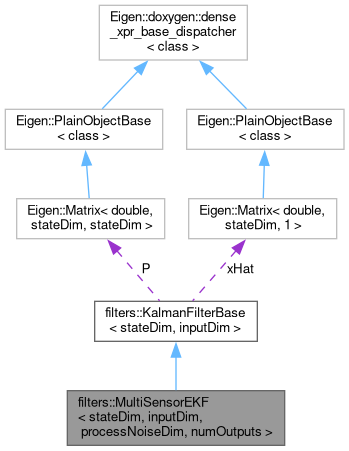 Eigen::doxygen::dense
_xpr_base_dispatcher
< class >
Eigen::PlainObjectBase
< class >
Eigen::PlainObjectBase
< class >
Eigen::Matrix< double,
stateDim, stateDim >
Eigen::Matrix< double,
stateDim, 1 >
P
xHat
filters::KalmanFilterBase
< stateDim, inputDim >
filters::MultiSensorEKF
< stateDim, inputDim,
processNoiseDim, numOutputs >